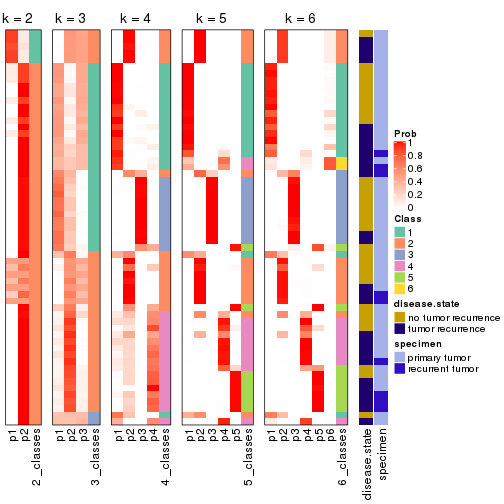 k = 2
k = 3
k = 4
k = 5
k = 6
Prob
1
0.8
0.6
0.4
0.2
0
Class
1
2
3
4
5
6
disease.state
no tumor recurrence
tumor recurrence
specimen
primary tumor
recurrent tumor
p1
p2
2_classes
p1
p2
p3
3_classes
p1
p2
p3
p4
4_classes
p1
p2
p3
p4
p5
5_classes
p1
p2
p3
p4
p5
p6
6_classes
disease.state
specimen